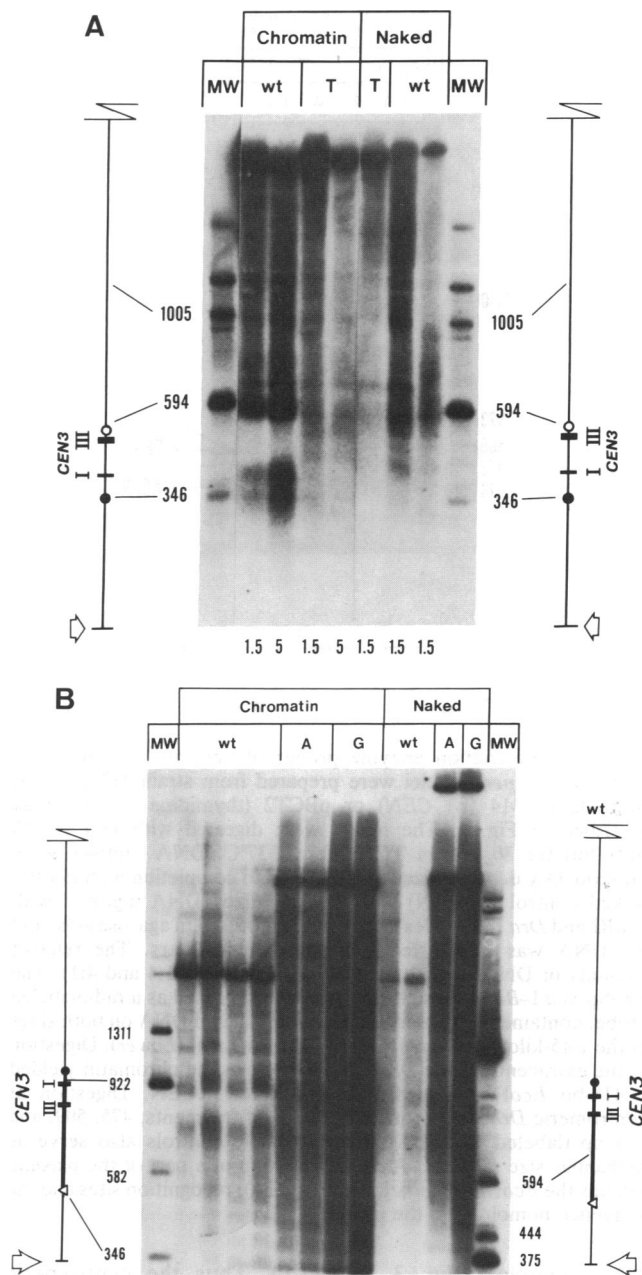 A
Chromatin Naked
MW wt T T wt MW
1005 1005
594 594
CEN3 III I III CEN3 I
346 346
1.5 5 1.5 5 1.5 1.5 1.5
B
Chromatin Naked
MW wt A G wt A G MW
wt
1311
922
CEN3 I III I III CEN3
582 594
346 444
375